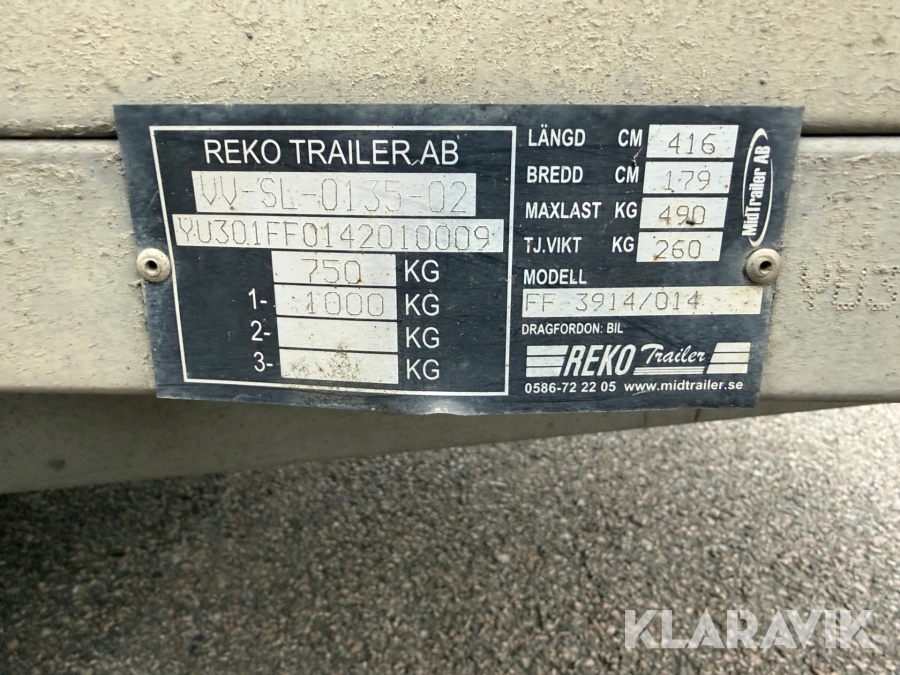 REKO TRAILER AB
VV-SL-0135-02
YU301FF0142010009
750 KG
1- 1000 KG
2- KG
3- KG
LÄNGD CM 416
BREDD CM 179
MAXLAST KG 490
TJ.VIKT KG 260
MODELL
FF 3914/014
DRAGFORDON: BIL
REKO Trailer
0586-72 22 05 www.midtrailer.se
MidTrailer AB
KLARAVIK